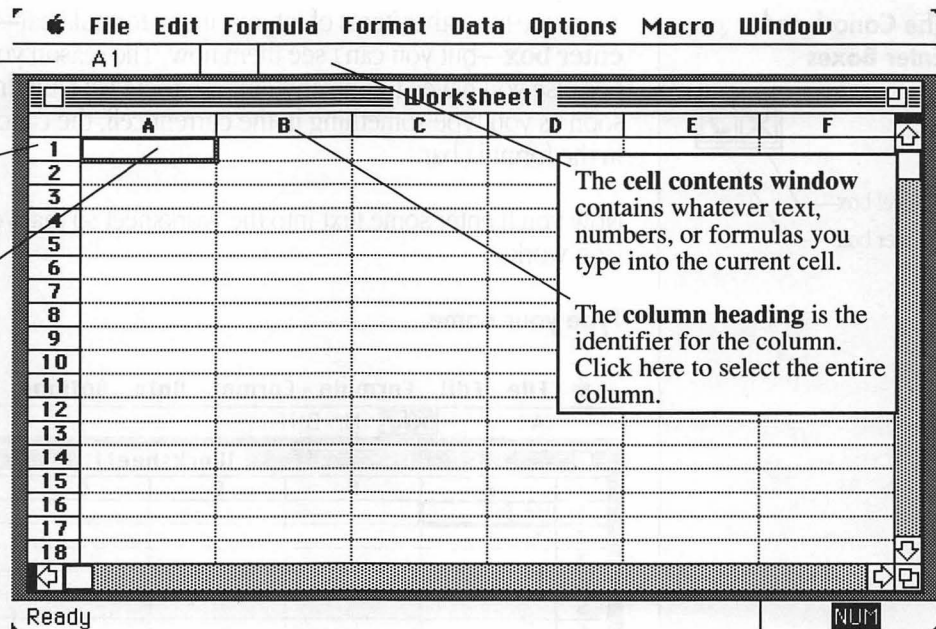 File Edit Formula Format Data Options Macro Window
A1
Worksheet1
A B C D E F
1
2
3
4
5
6
7
8
9
10
11
12
13
14
15
16
17
18
The cell contents window
contains whatever text,
numbers, or formulas you
type into the current cell.
The column heading is the
identifier for the column.
Click here to select the entire
column.
Ready NUM